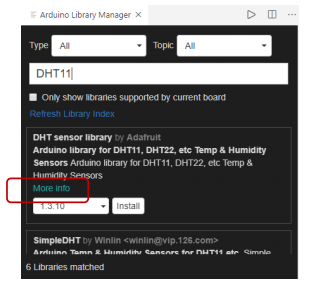 Arduino Library Manager
Type All Topic All
DHT11
Only show libraries supported by current board
Refresh Library Index
DHT sensor library by Adafruit
Arduino library for DHT11, DHT22, etc Temp & Humidity
Sensors Arduino library for DHT11, DHT22, etc Temp &
Humidity Sensors
More info
1.3.10 Install
SimpleDHT by Winlin <winlin@vip.126.com>
Arduino Temp & Humidity Sensors for DHT11 etc. Simple
6 Libraries matched